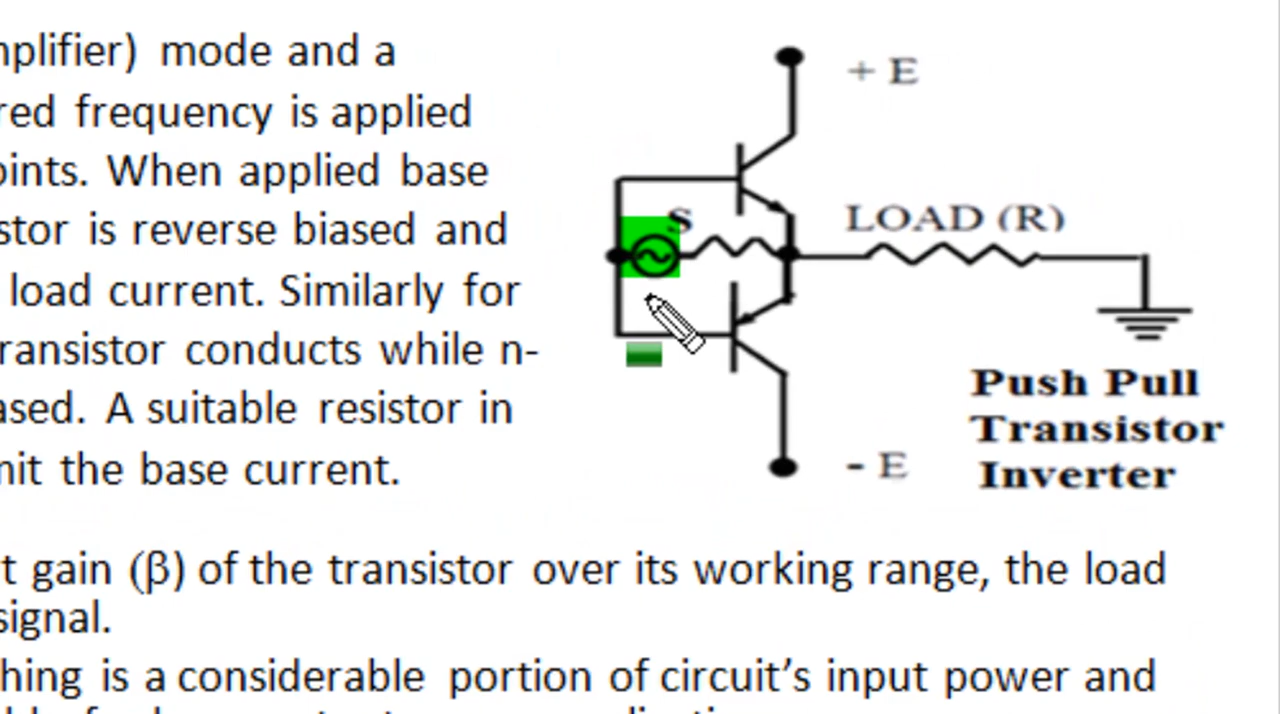 mplifier) mode and a
red frequency is applied
oints. When applied base
stor is reverse biased and
load current. Similarly for
ransistor conducts while n-
ased. A suitable resistor in
mit the base current.
+ E
S
LOAD (R)
- E
Push Pull
Transistor
Inverter
t gain (β) of the transistor over its working range, the load
signal.
hing is a considerable portion of circuit's input power and